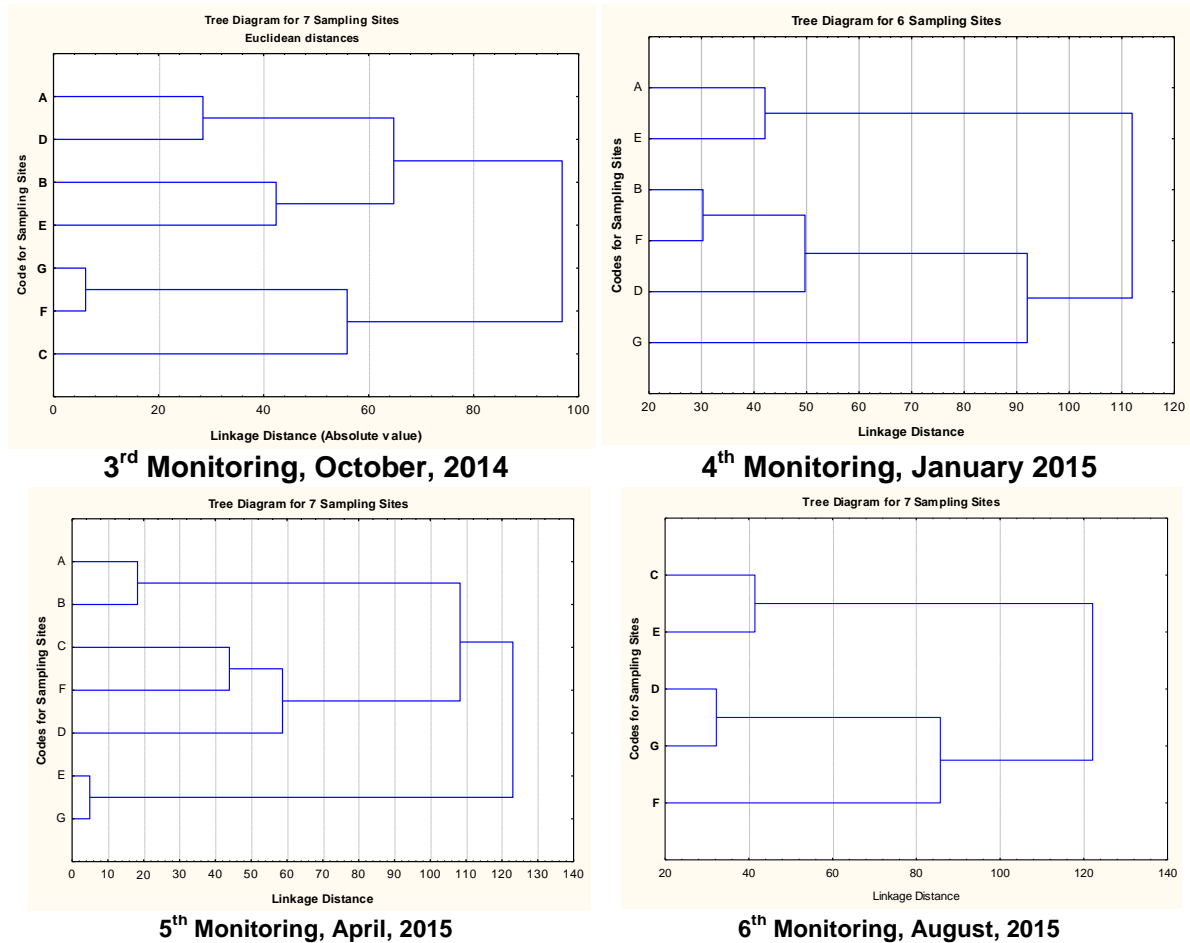 Tree Diagram for 7 Sampling Sites
Euclidean distances
Code for Sampling Sites
A
D
B
E
G
F
C
0 20 40 60 80 100
Linkage Distance (Absolute value)
3rd Monitoring, October, 2014
Tree Diagram for 6 Sampling Sites
Codes for Sampling Sites
A
E
B
F
D
G
20 30 40 50 60 70 80 90 100 110 120
Linkage Distance
4th Monitoring, January 2015
Tree Diagram for 7 Sampling Sites
Codes for Sampling Sites
A
B
C
F
D
E
G
0 10 20 30 40 50 60 70 80 90 100 110 120 130 140
Linkage Distance
5th Monitoring, April, 2015
Tree Diagram for 7 Sampling Sites
Codes for Sampling Sites
C
E
D
G
F
20 40 60 80 100 120 140
Linkage Distance
6th Monitoring, August, 2015